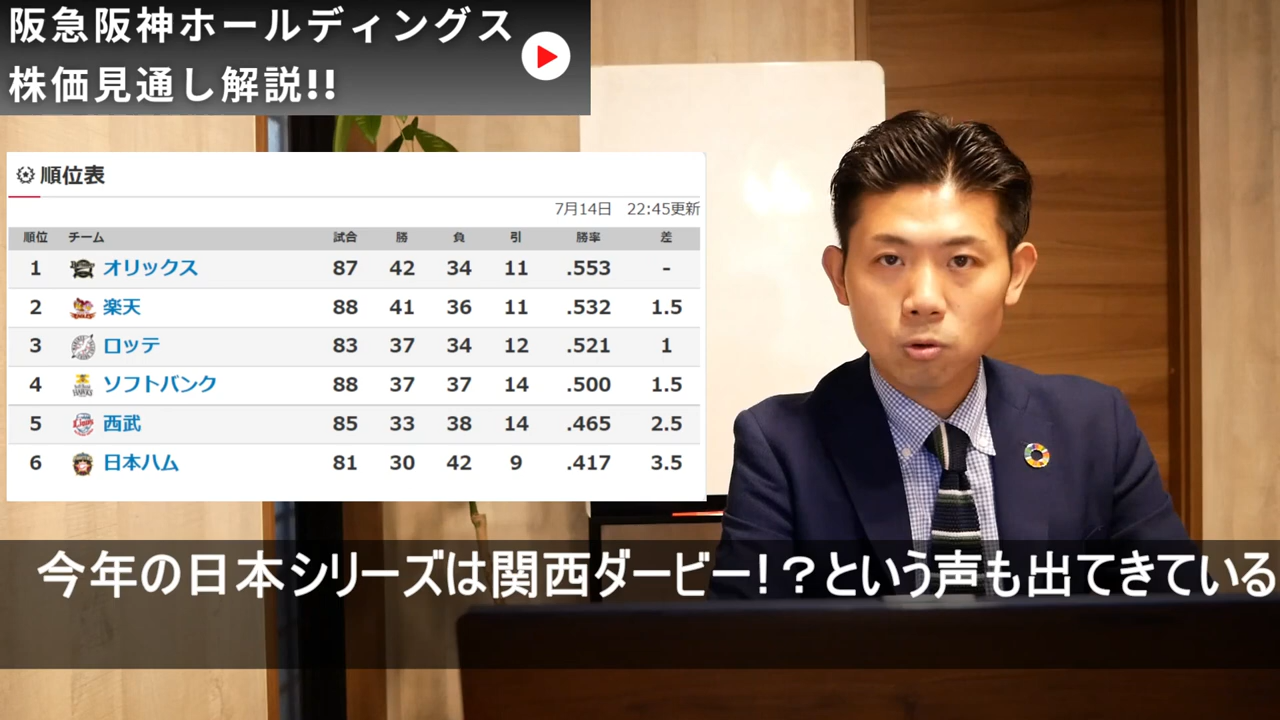 阪急阪神ホールディングス
株価見通し解説!!
順位表
7月14日 22:45更新
順位 チーム 試合 勝 負 引 勝率 差
1 オリックス 87 42 34 11 .553 -
2 楽天 88 41 36 11 .532 1.5
3 ロッテ 83 37 34 12 .521 1
4 ソフトバンク 88 37 37 14 .500 1.5
5 西武 85 33 38 14 .465 2.5
6 日本ハム 81 30 42 9 .417 3.5
今年の日本シリーズは関西ダービー!?という声も出てきている